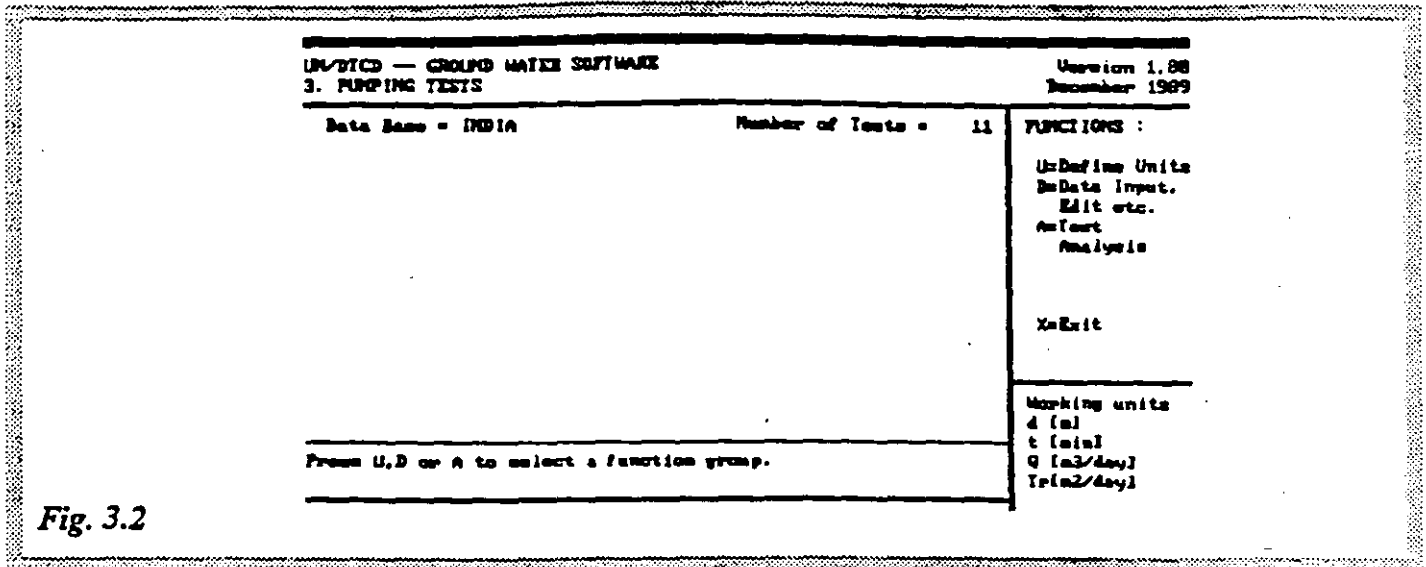 UN/DTCD — GROUND WATER SOFTWARE
3. PUMPING TESTS
Version 1.00
December 1989
Data Base = INDIA
Number of Tests = 11
FUNCTIONS :
U=Define Units
D=Data Input,
Edit etc.
A=Test
Analysis
X=Exit
Working units
d [m]
t [min]
Q [m3/day]
Tr[m2/day]
Press U,D or A to select a function group.
Fig. 3.2